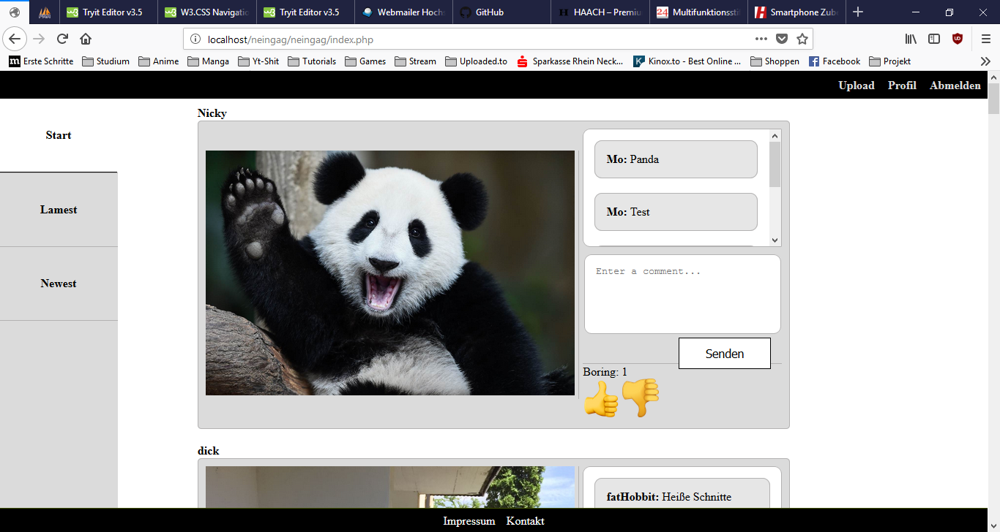 Tryit Editor v3.5 W3.CSS Navigatio Tryit Editor v3.5 Webmailer Hochs GitHub HAACH – Premiu Multifunktionsstif Smartphone Zube
localhost/neingag/neingag/index.php
Erste Schritte Studium Anime Manga Yt-Shit Tutorials Games Stream Uploaded.to Sparkasse Rhein Neck... Kinox.to - Best Online ... Shoppen Facebook Projekt
Upload Profil Abmelden
Start
Lamest
Newest
Nicky
Mo: Panda
Mo: Test
Enter a comment...
Senden
Boring: 1
dick
fatHobbit: Heiße Schnitte
Impressum Kontakt